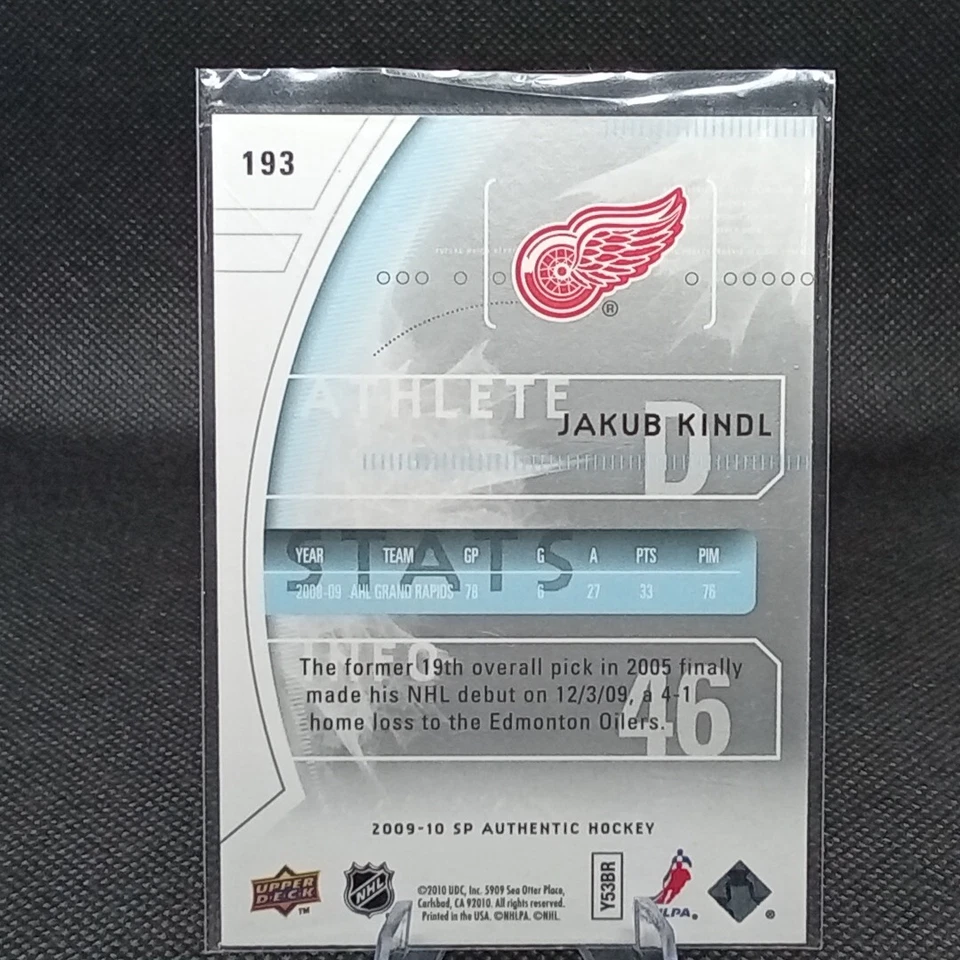 193
®
ATHLETE
JAKUB KINDL
D
STATS
YEAR TEAM GP G A PTS PIM
2008-09 AHL GRAND RAPIDS 78 6 27 33 76
INFO
The former 19th overall pick in 2005 finally
made his NHL debut on 12/3/09, a 4-1
home loss to the Edmonton Oilers.
46
2009-10 SP AUTHENTIC HOCKEY
UPPER
DECK
TM
NHL
©2010 UDC, Inc. 5909 Sea Otter Place,
Carlsbad, CA 92010. All rights reserved.
Printed in the USA. ©NHLPA. ©NHL.
Y53BR
NHLPA.
®